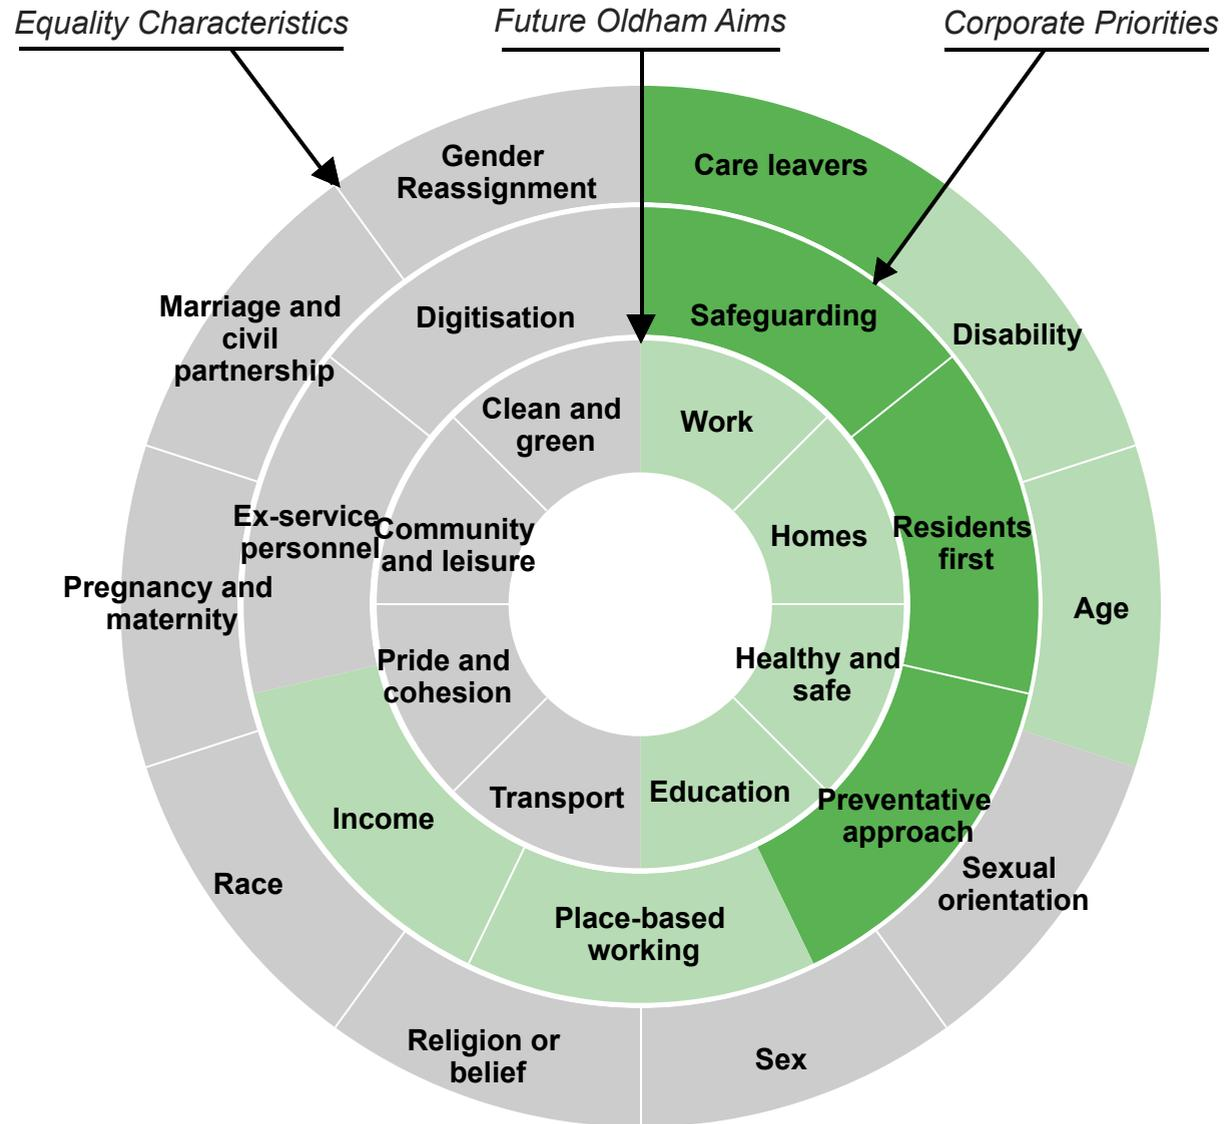 Equality Characteristics
Future Oldham Aims
Corporate Priorities
Gender
Reassignment
Care leavers
Marriage and
civil
partnership
Digitisation
Safeguarding
Disability
Clean and
green
Work
Ex-service
personnel
Community
and leisure
Homes
Residents
first
Pregnancy and
maternity
Age
Pride and
cohesion
Healthy and
safe
Income
Transport
Education
Preventative
approach
Race
Sexual
orientation
Place-based
working
Religion or
belief
Sex